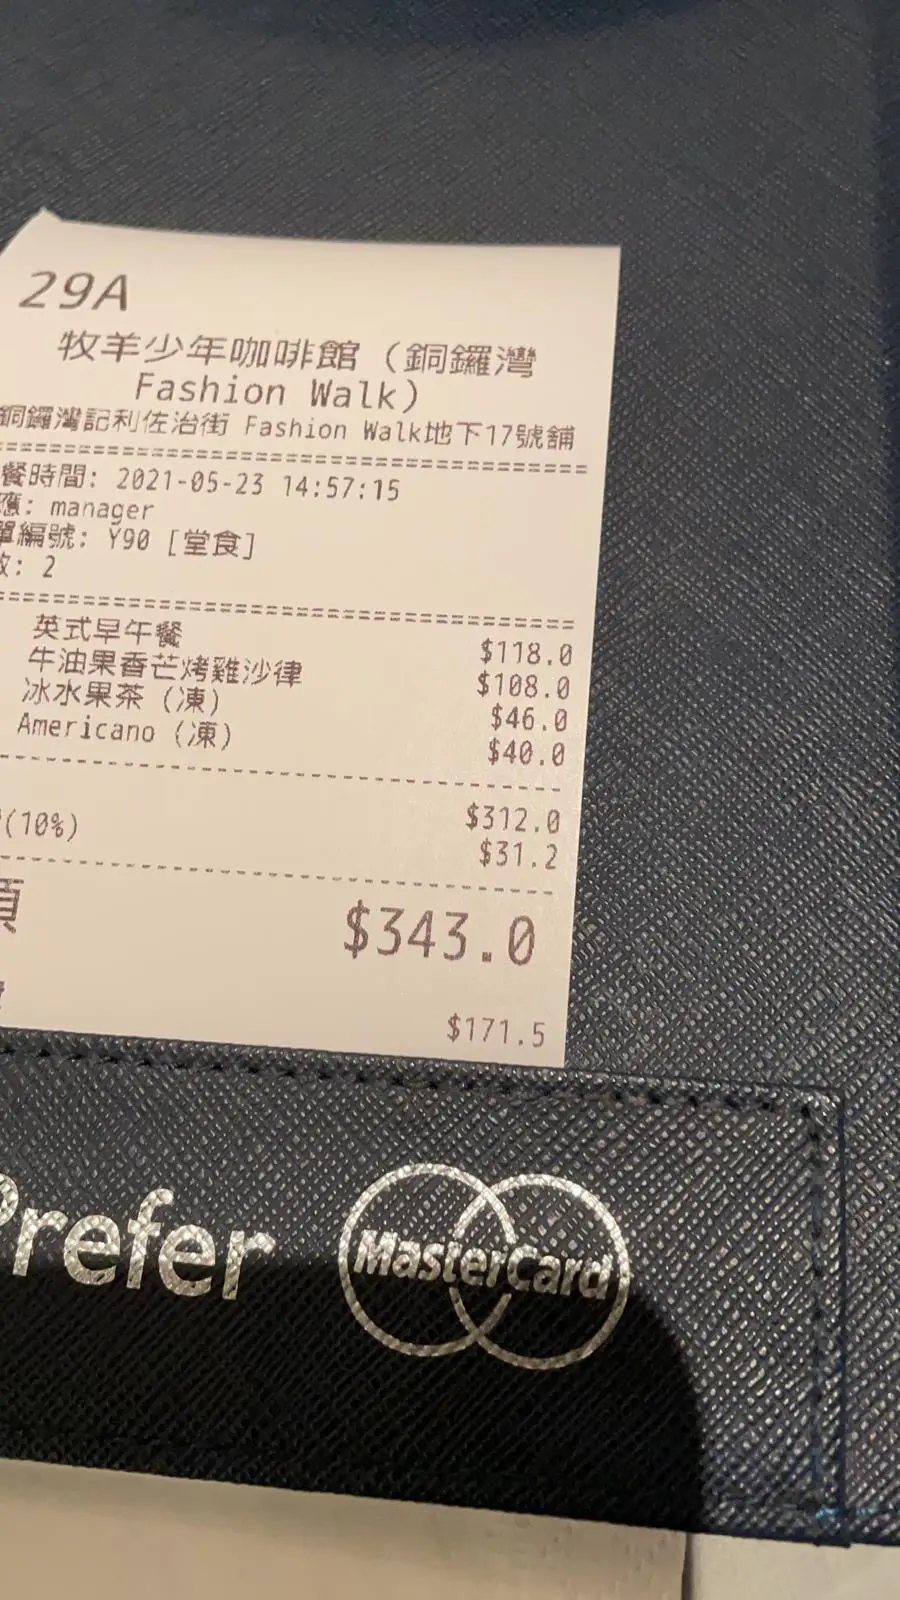 29A
牧羊少年咖啡館（銅鑼灣
Fashion Walk）
銅鑼灣記利佐治街 Fashion Walk地下17號舖
餐時間: 2021-05-23 14:57:15
應: manager
單編號: Y90 [堂食]
數: 2
英式早午餐 $118.0
牛油果香芒烤雞沙律 $108.0
冰水果茶 (凍) $46.0
Americano (凍) $40.0
$312.0
(10%) $31.2
額 $343.0
$171.5
Prefer MasterCard